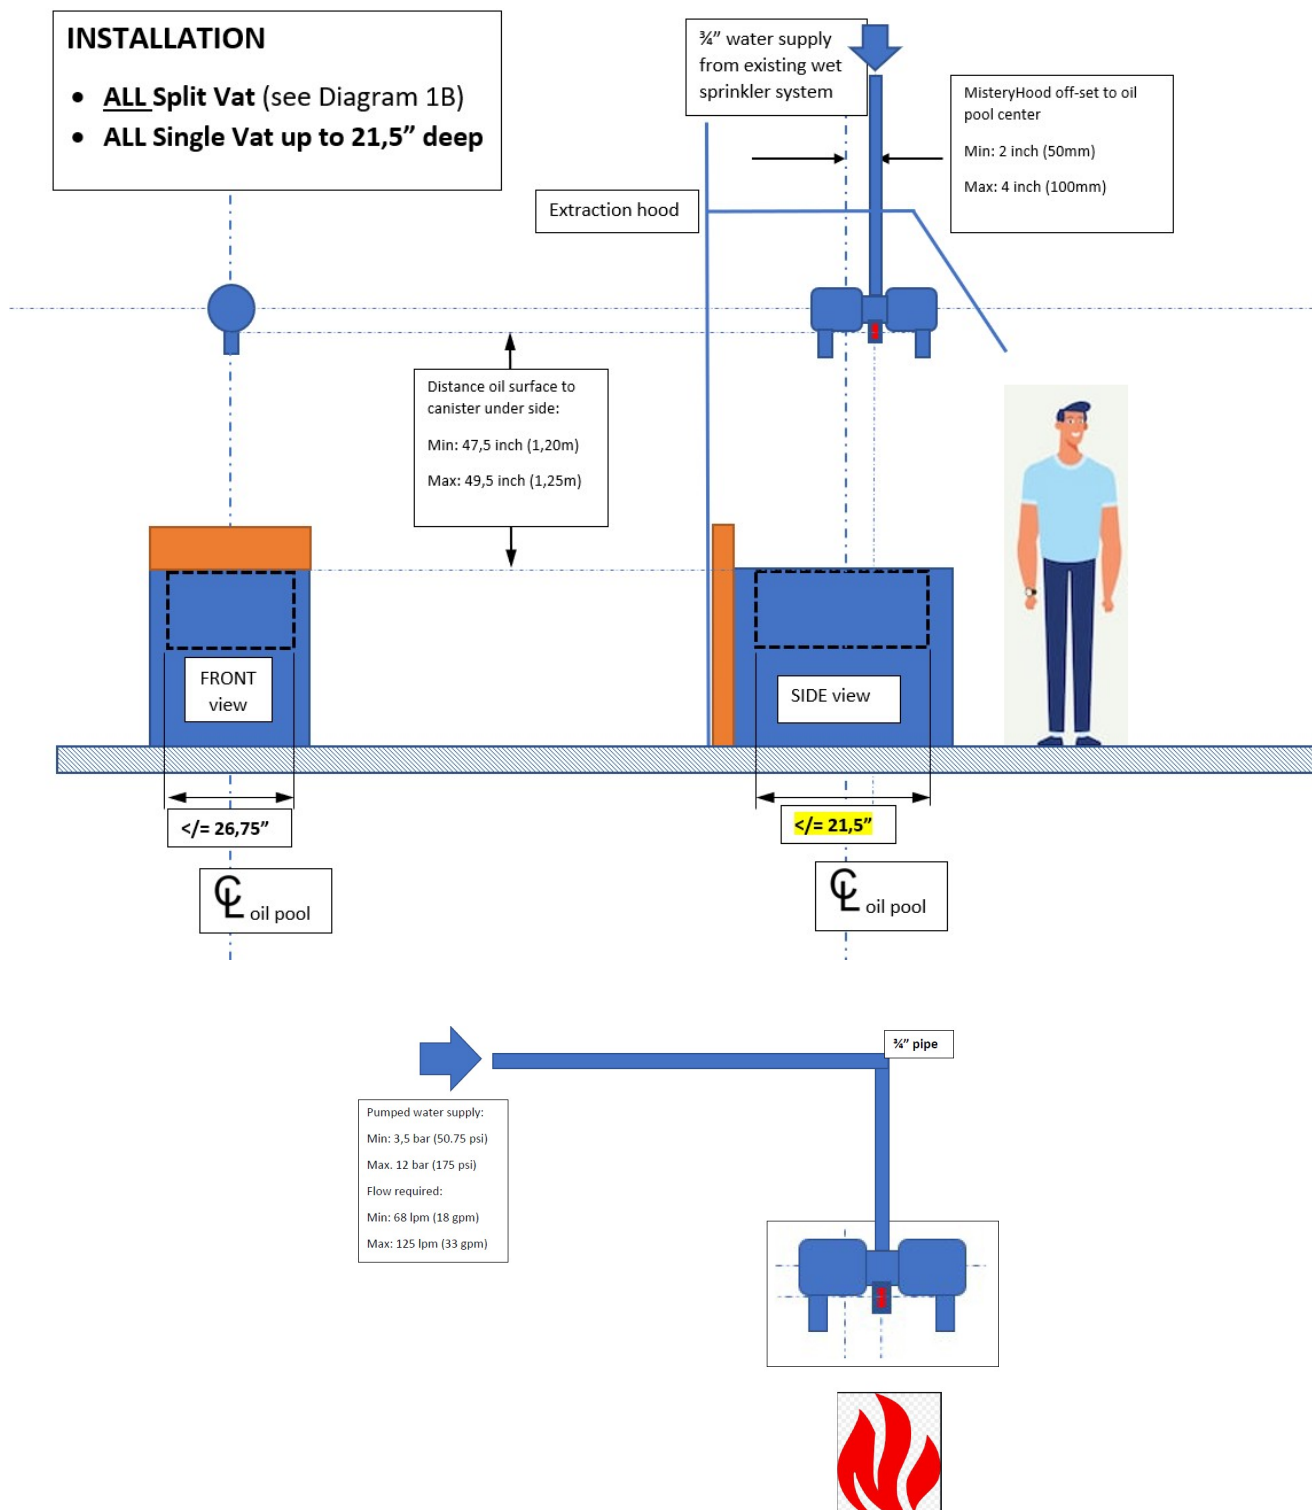 INSTALLATION
• ALL Split Vat (see Diagram 1B)
• ALL Single Vat up to 21,5” deep
¾” water supply
from existing wet
sprinkler system
MisteryHood off-set to oil
pool center
Min: 2 inch (50mm)
Max: 4 inch (100mm)
Extraction hood
Distance oil surface to
canister under side:
Min: 47,5 inch (1,20m)
Max: 49,5 inch (1,25m)
FRONT
view
SIDE view
</= 26,75”
</= 21,5”
℄ oil pool
℄ oil pool
¾” pipe
Pumped water supply:
Min: 3,5 bar (50.75 psi)
Max. 12 bar (175 psi)
Flow required:
Min: 68 lpm (18 gpm)
Max: 125 lpm (33 gpm)